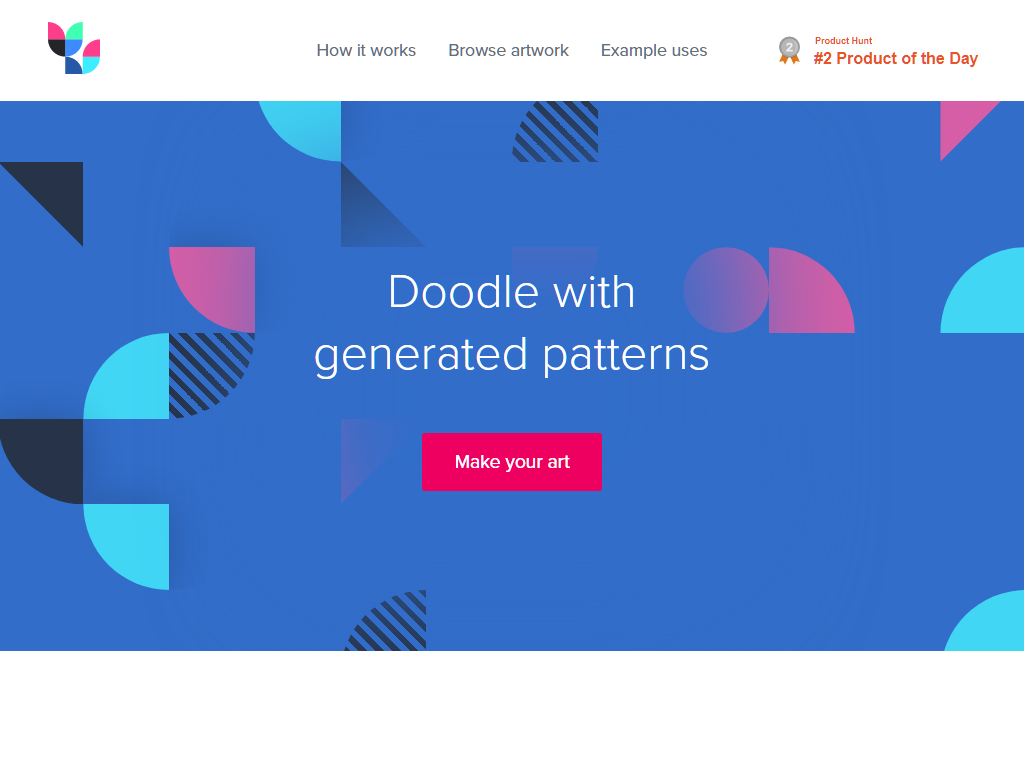 How it works
Browse artwork
Example uses
2
Product Hunt
#2 Product of the Day
Doodle with
generated patterns
Make your art